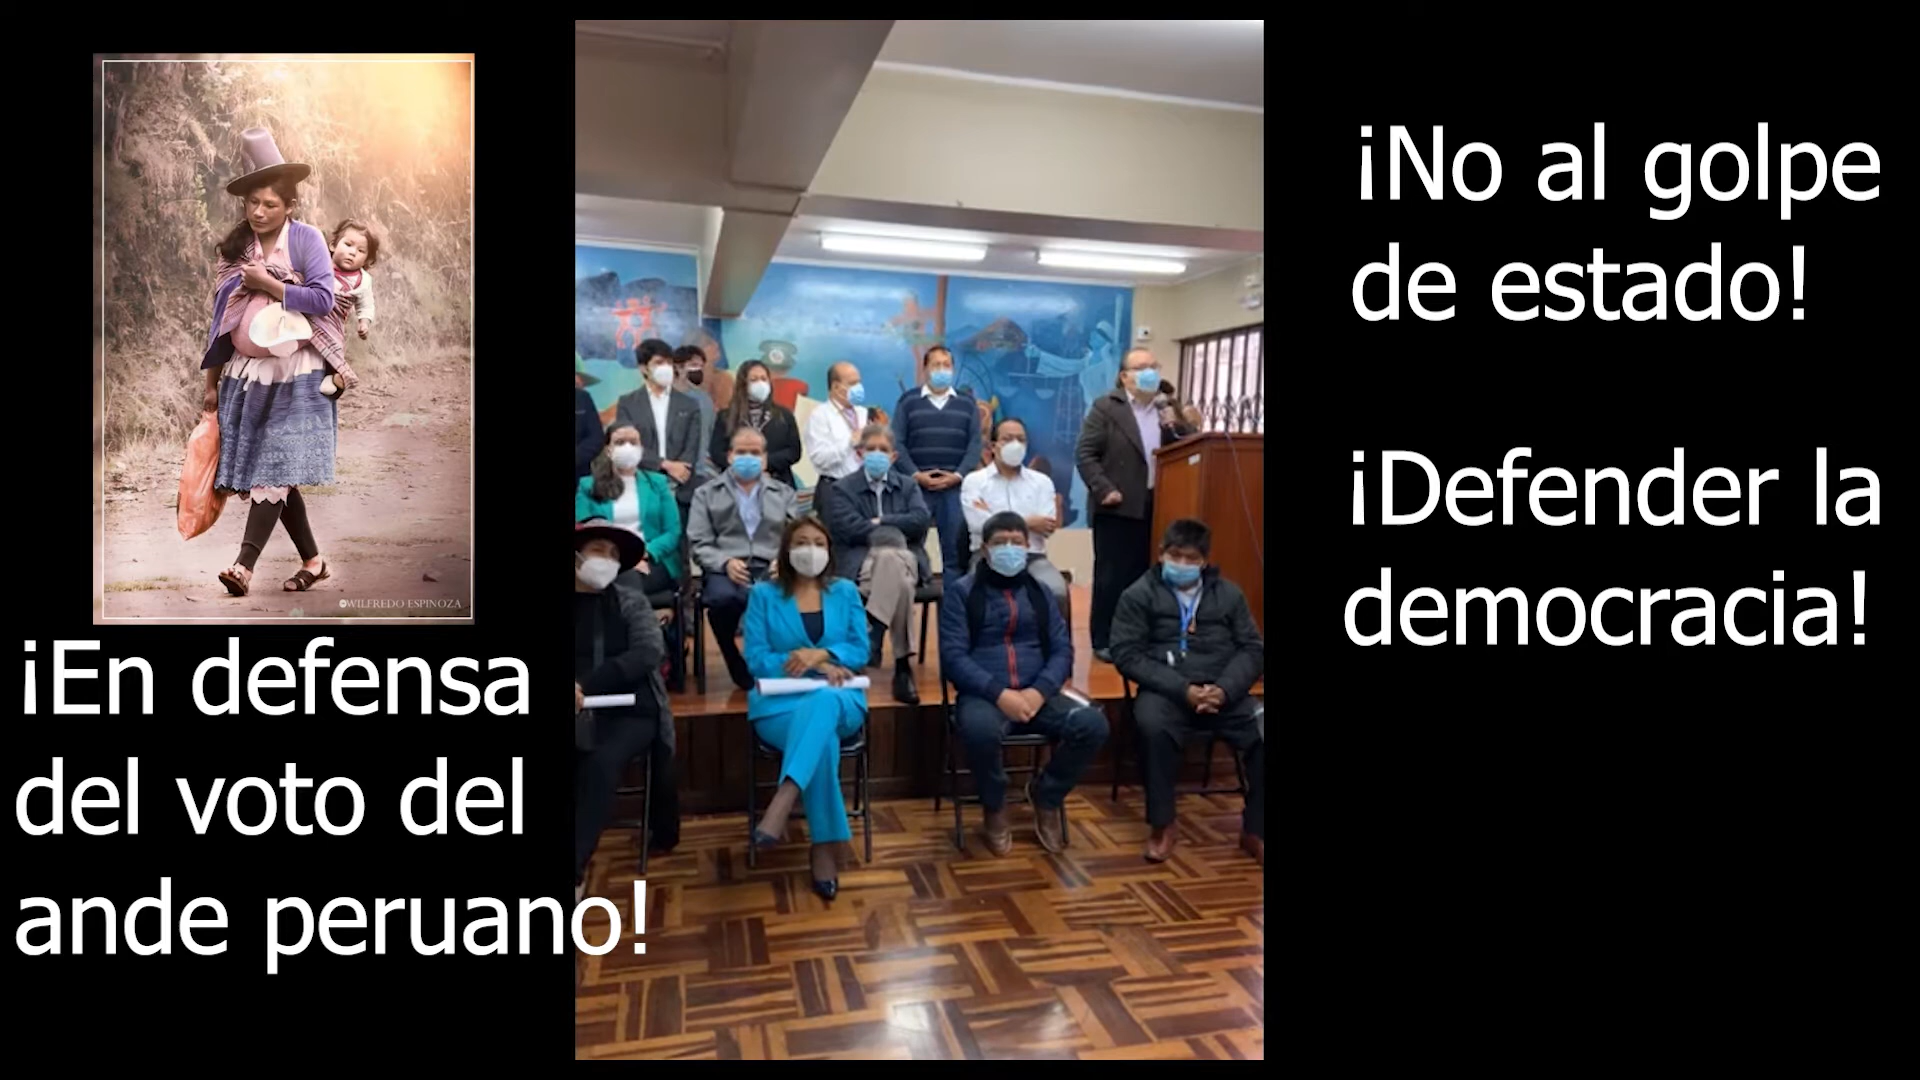 ©WILFREDO ESPINOZA
¡En defensa
del voto del
ande peruano!
¡No al golpe
de estado!
¡Defender la
democracia!